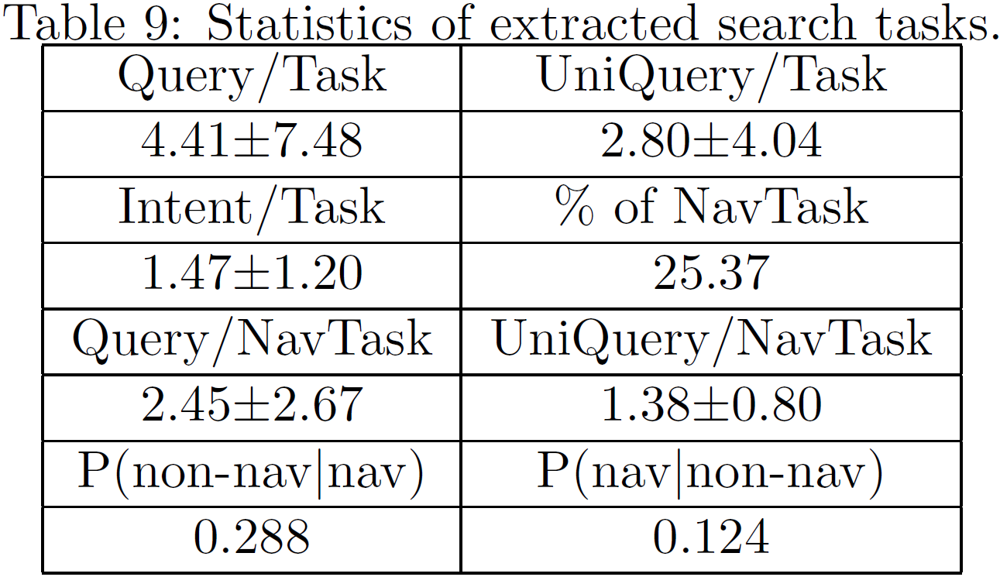 Table 9: Statistics of extracted search tasks.
Query/Task UniQuery/Task
4.41±7.48 2.80±4.04
Intent/Task % of NavTask
1.47±1.20 25.37
Query/NavTask UniQuery/NavTask
2.45±2.67 1.38±0.80
P(non-nav|nav) P(nav|non-nav)
0.288 0.124